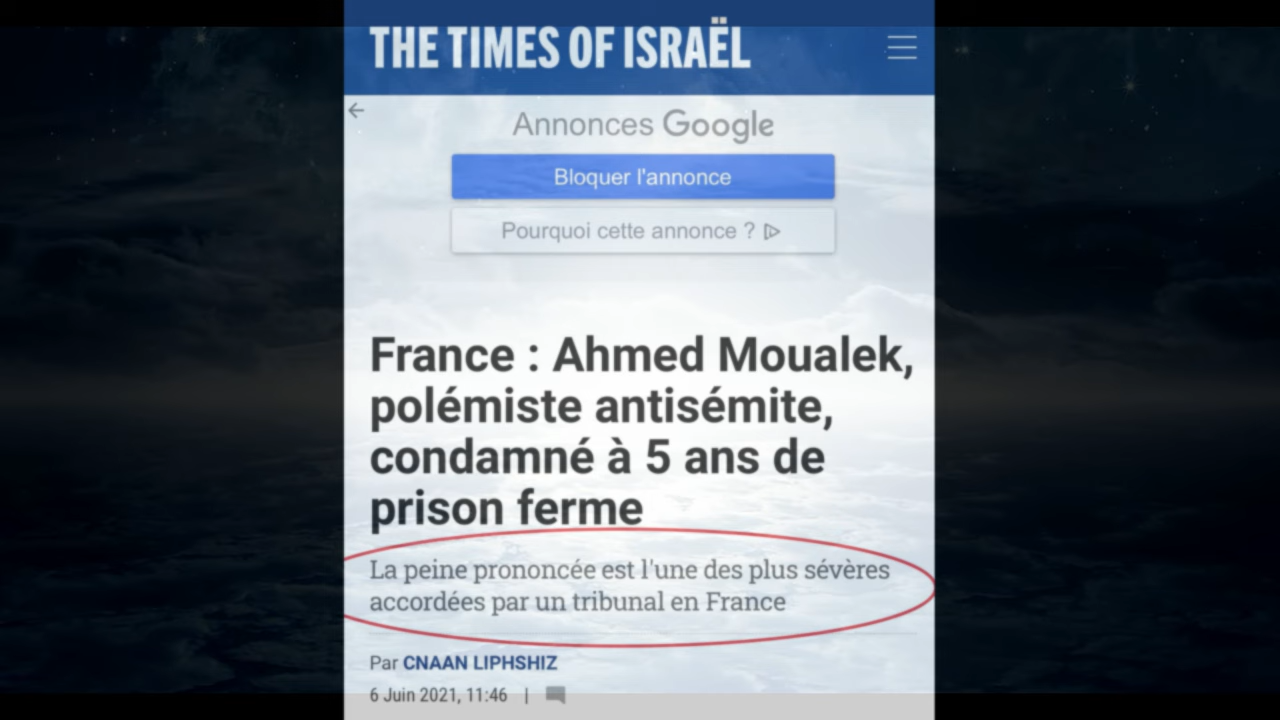 THE TIMES OF ISRAËL
Annonces Google
Bloquer l'annonce
Pourquoi cette annonce ?
France : Ahmed Moualek,
polémiste antisémite,
condamné à 5 ans de
prison ferme
La peine prononcée est l'une des plus sévères
accordées par un tribunal en France
Par CNAAN LIPHSHIZ
6 Juin 2021, 11:46 |